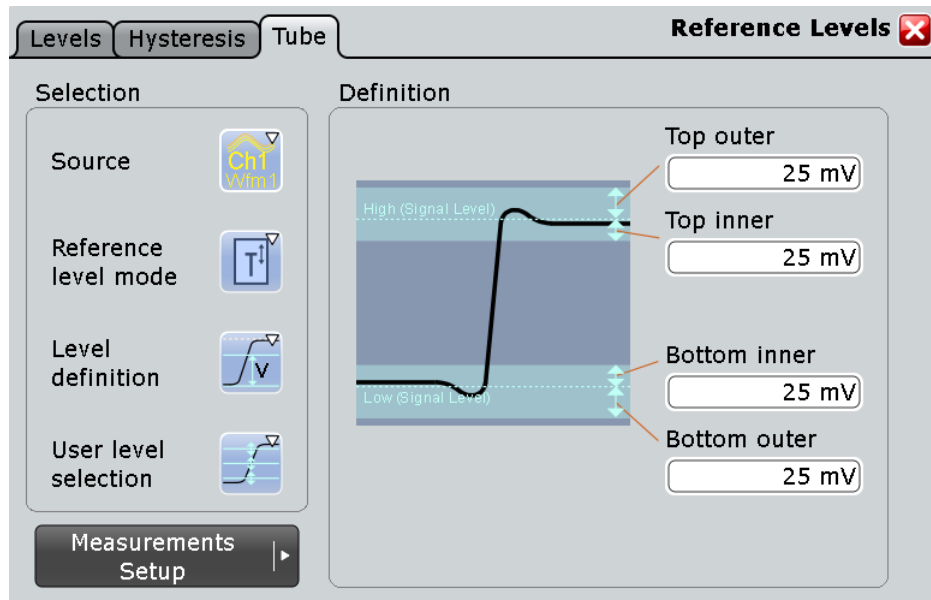 Levels
Hysteresis
Tube
Reference Levels
Selection
Source
Ch1
Wfm1
Reference
level mode
T
Level
definition
V
User level
selection
Measurements
Setup
Definition
High (Signal Level)
Low (Signal Level)
Top outer
25 mV
Top inner
25 mV
Bottom inner
25 mV
Bottom outer
25 mV